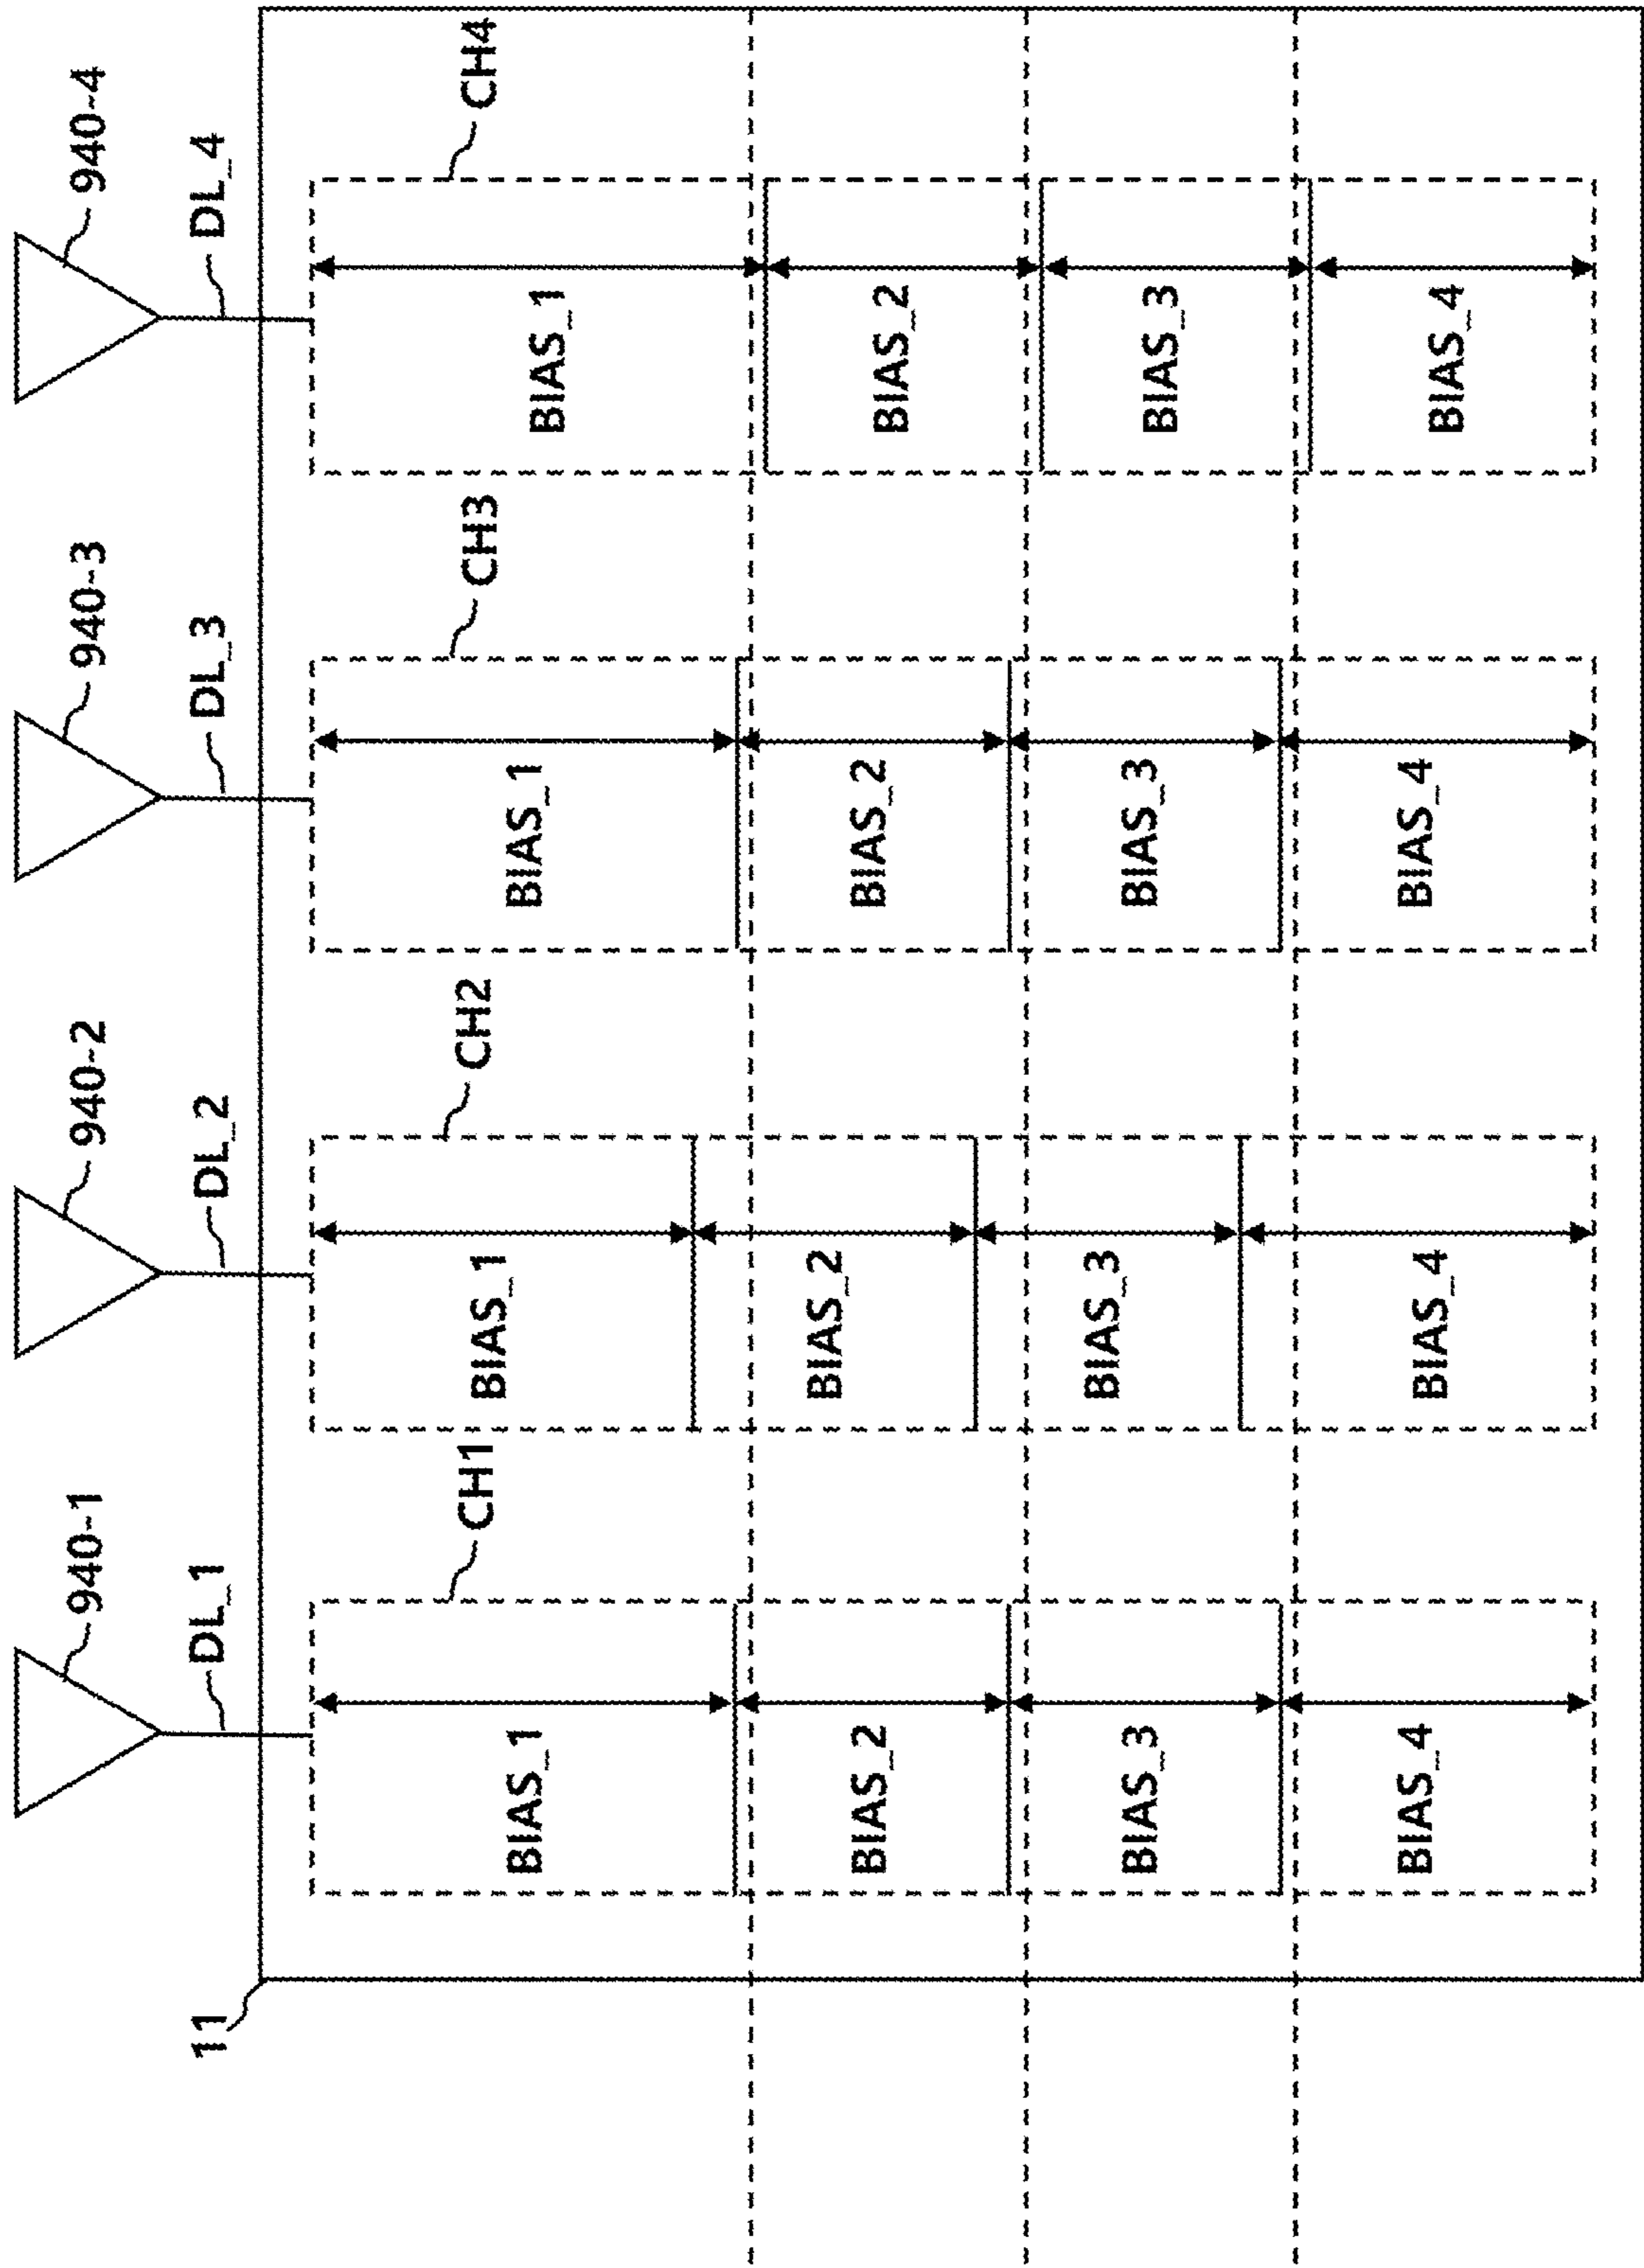 940-1
940-2
940-3
940-4
DL_1
DL_2
DL_3
DL_4
11
CH1
CH2
CH3
CH4
BIAS_1
BIAS_1
BIAS_1
BIAS_1
BIAS_2
BIAS_2
BIAS_2
BIAS_2
BIAS_3
BIAS_3
BIAS_3
BIAS_3
BIAS_4
BIAS_4
BIAS_4
BIAS_4